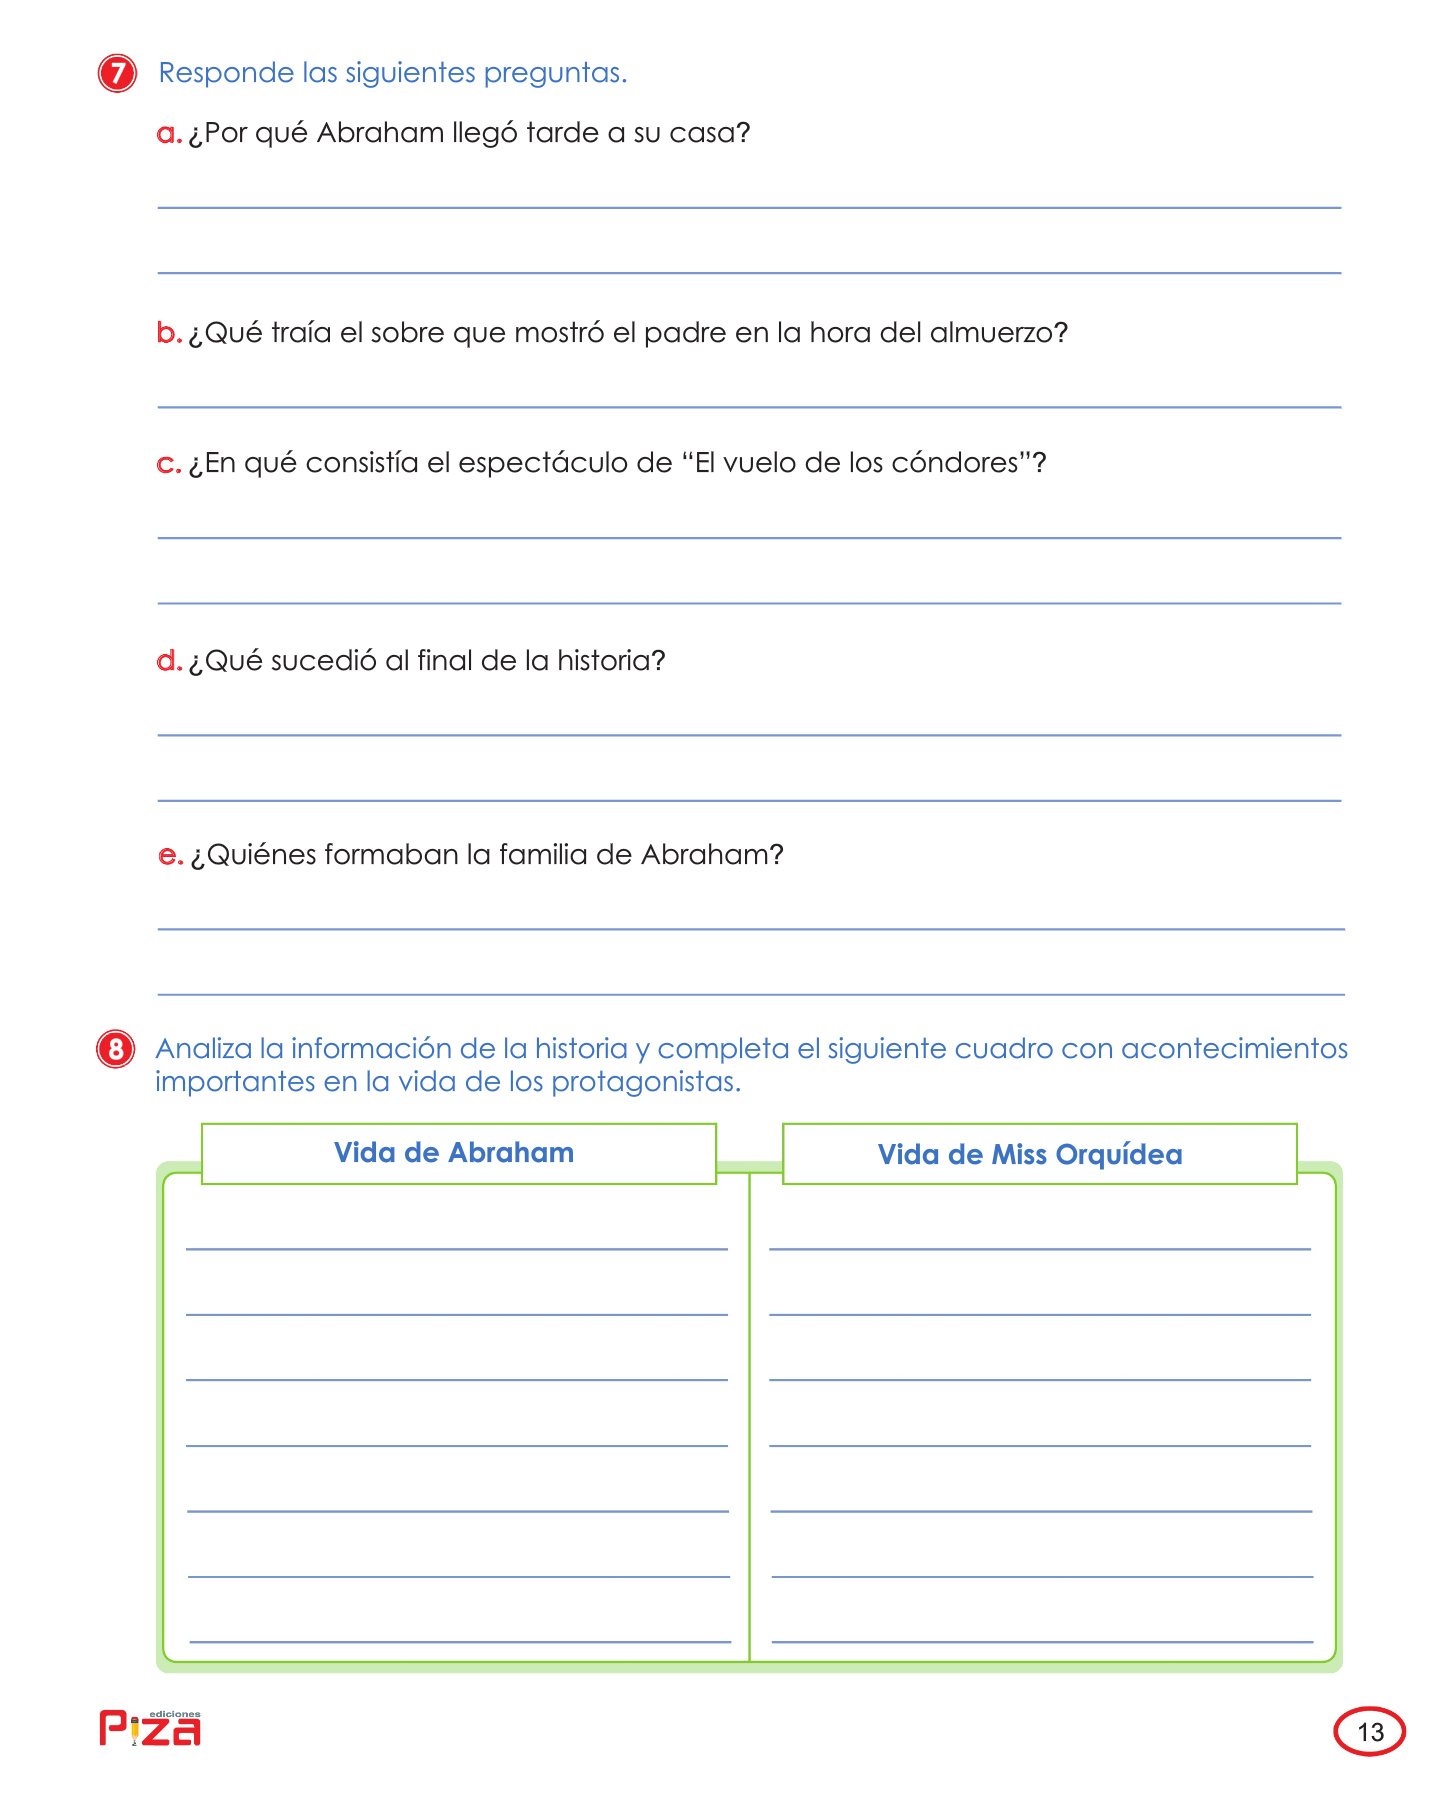 7 Responde las siguientes preguntas.
a. ¿Por qué Abraham llegó tarde a su casa?
b. ¿Qué traía el sobre que mostró el padre en la hora del almuerzo?
c. ¿En qué consistía el espectáculo de “El vuelo de los cóndores”?
d. ¿Qué sucedió al final de la historia?
e. ¿Quiénes formaban la familia de Abraham?
8 Analiza la información de la historia y completa el siguiente cuadro con acontecimientos
importantes en la vida de los protagonistas.
Vida de Abraham
Vida de Miss Orquídea
ediciones
Piza
13